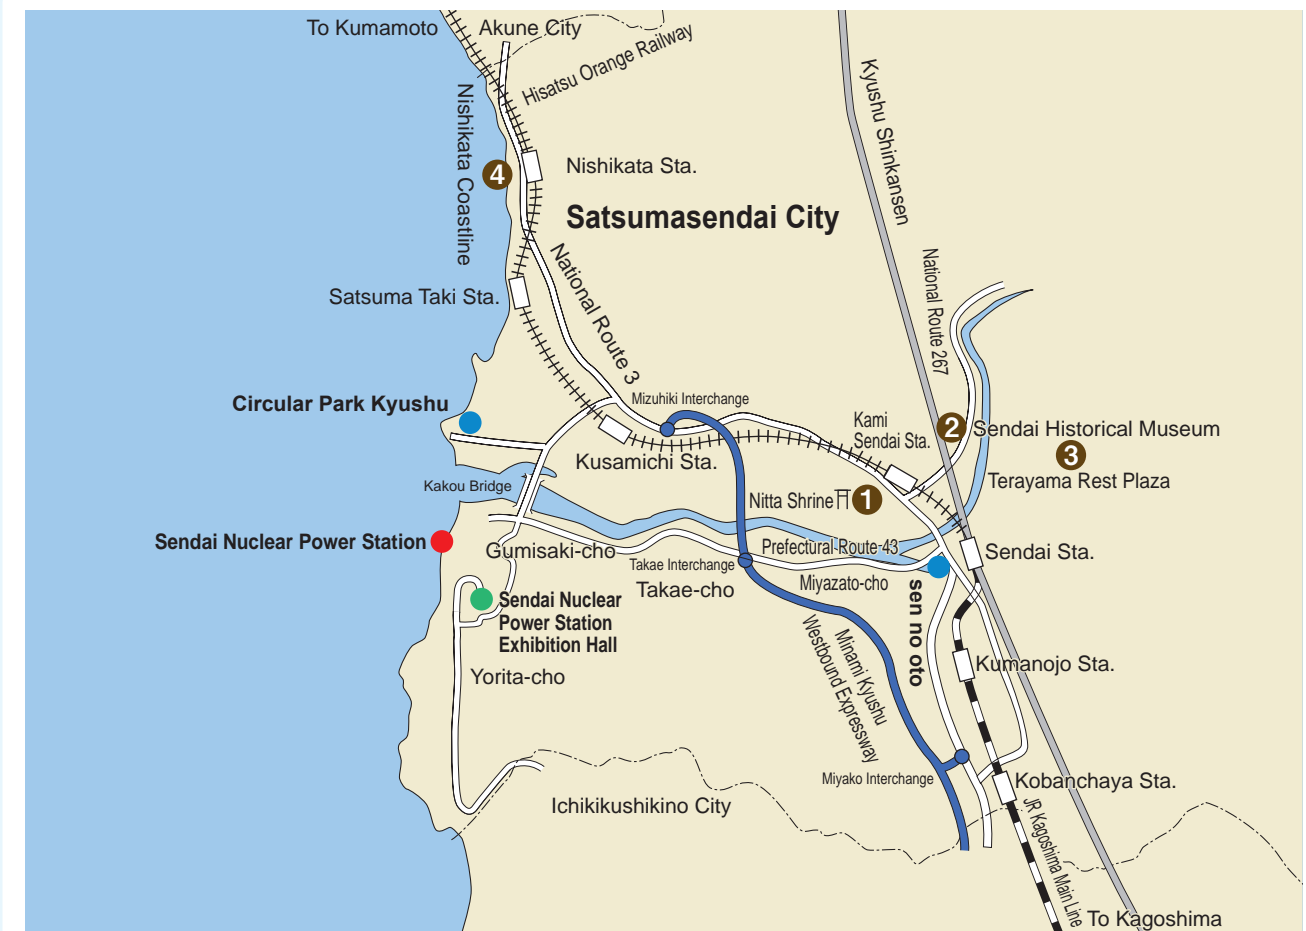 To Kumamoto
Akune City
Hisatsu Orange Railway
Nishikata Coastline
4
Nishikata Sta.
Kyushu Shinkansen
Satsumasendai City
National Route 3
National Route 267
Satsuma Taki Sta.
Circular Park Kyushu
Mizuhiki Interchange
Kami
Sendai Sta.
2
Sendai Historical Museum
3
Terayama Rest Plaza
Kusamichi Sta.
Kakou Bridge
Nitta Shrine
1
Sendai Nuclear Power Station
Gumisaki-cho
Prefectural Route 43
Sendai Sta.
Takae Interchange
Takae-cho
Miyazato-cho
sen no oto
Sendai Nuclear
Power Station
Exhibition Hall
Minami Kyushu
Westbound Expressway
Kumanojo Sta.
Yorita-cho
Miyako Interchange
Kobanchaya Sta.
Ichikikushikino City
JR Kagoshima Main Line
To Kagoshima